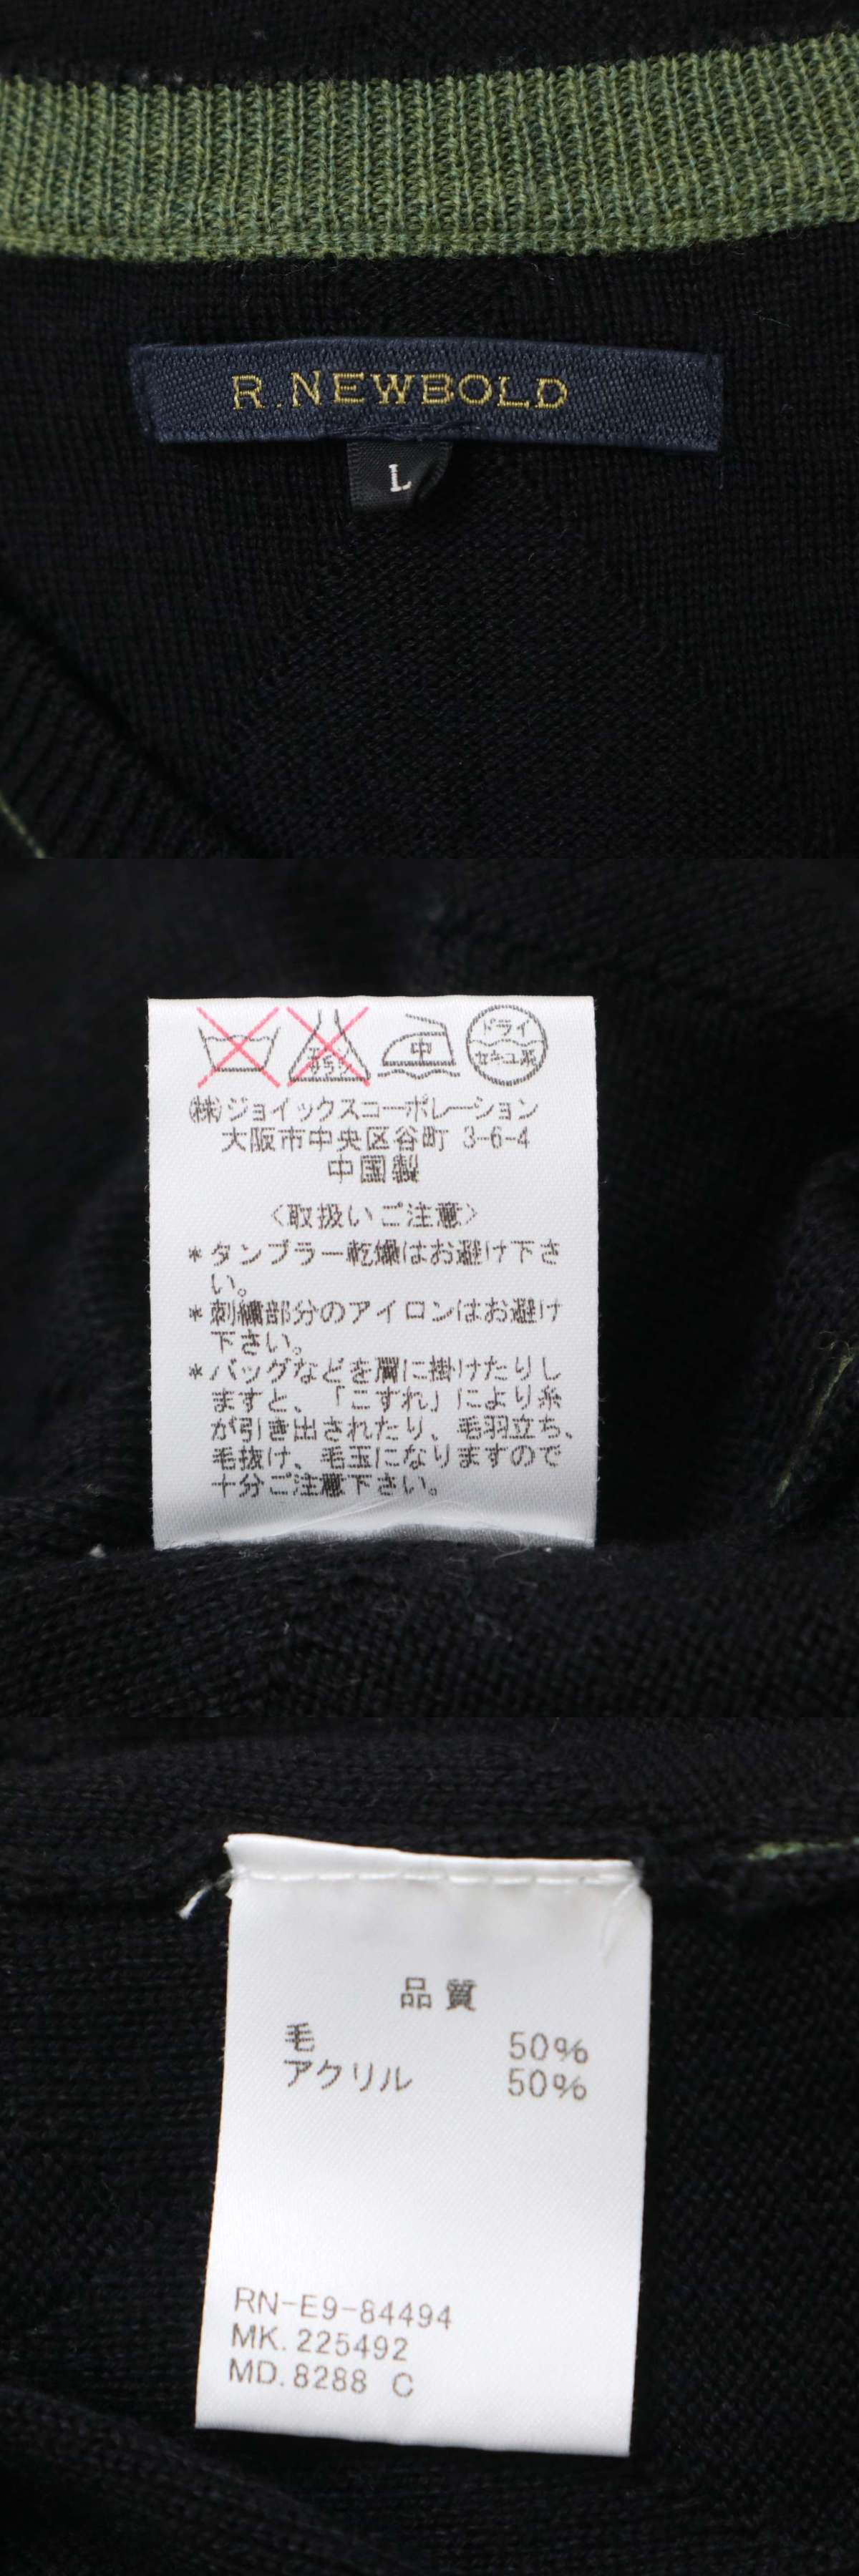 R.NEWBOLD
L
中
ドライ
セキユ系
㈱ジョイックスコーポレーション
大阪市中央区谷町 3-6-4
中国製
〈取扱いご注意〉
*タンブラー乾燥はお避け下さ
い。
*刺繍部分のアイロンはお避け
下さい。
*バッグなどを肩に掛けたりし
ますと、「こすれ」により糸
が引き出されたり、毛羽立ち、
毛抜け、毛玉になりますので
十分ご注意下さい。
品質
毛 50%
アクリル 50%
RN-E9-84494
MK.225492
MD.8288 C